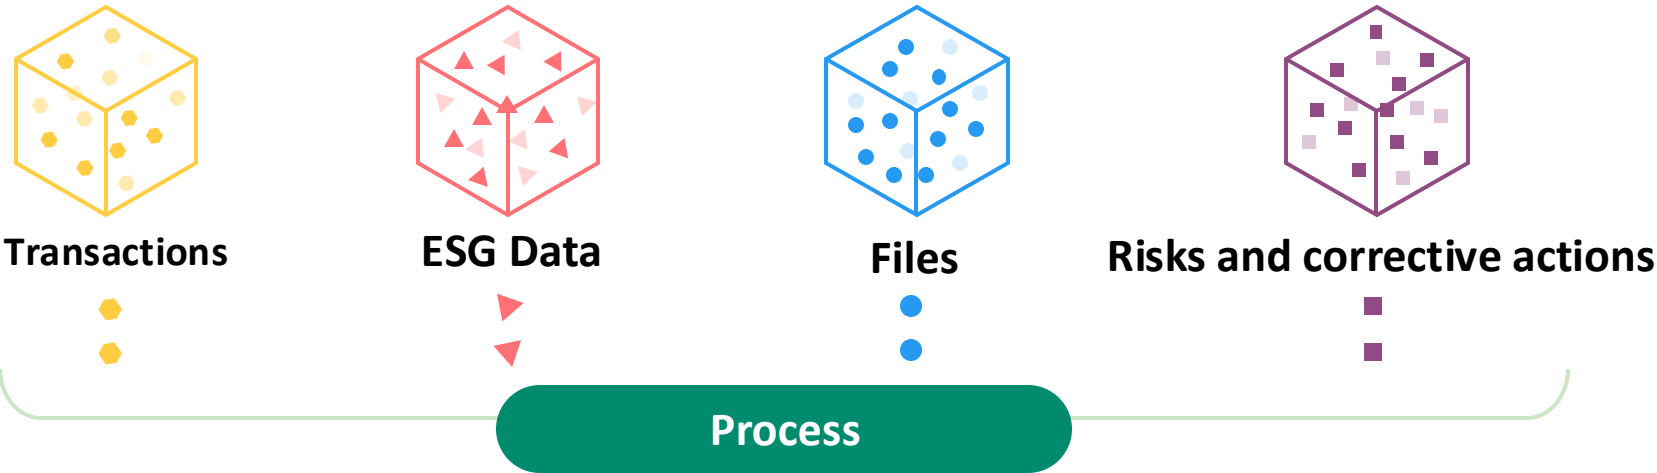 Transactions
ESG Data
Files
Risks and corrective actions
Process